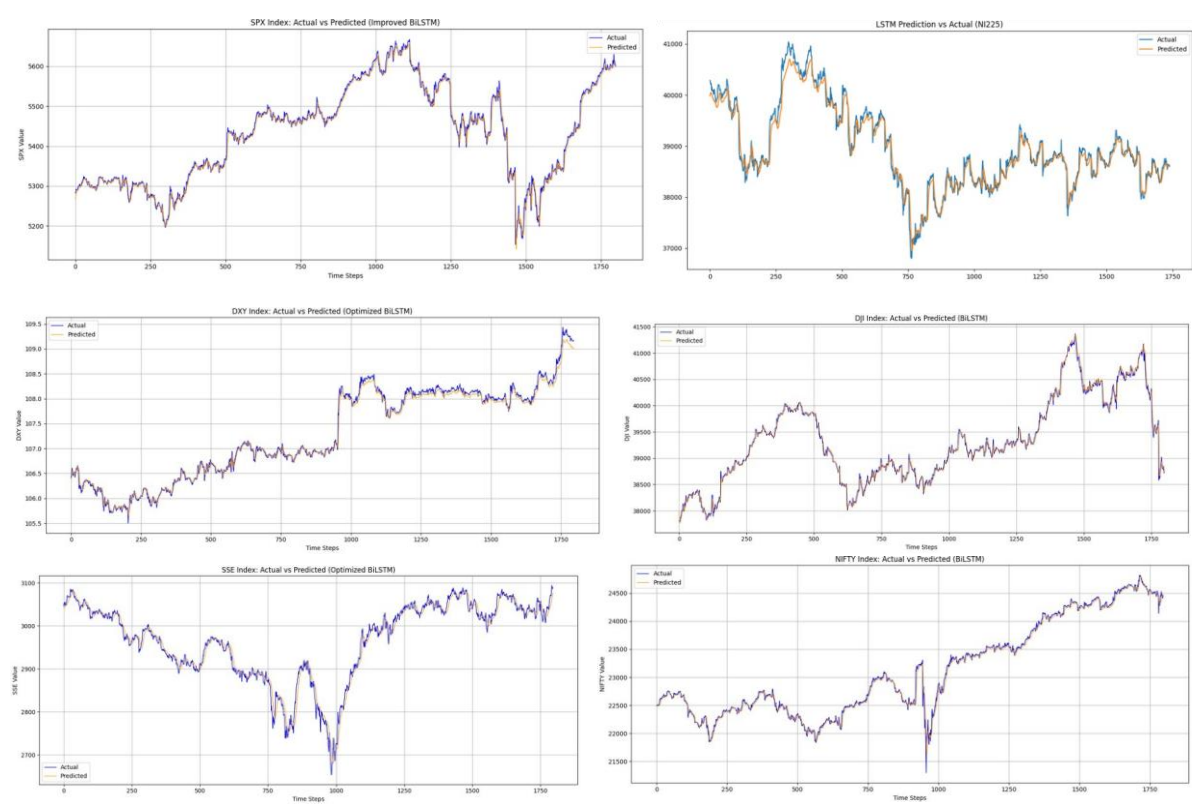 SPX Index: Actual vs Predicted (Improved BiLSTM)
Actual
Predicted
SPX Value
5600
5500
5400
5300
5200
0 250 500 750 1000 1250 1500 1750
Time Steps
LSTM Prediction vs Actual (NI225)
Actual
Predicted
41000
40000
39000
38000
37000
0 250 500 750 1000 1250 1500 1750
DXY Index: Actual vs Predicted (Optimized BiLSTM)
Actual
Predicted
DXY Value
109.5
109.0
108.5
108.0
107.5
107.0
106.5
106.0
105.5
0 250 500 750 1000 1250 1500 1750
Time Steps
DJI Index: Actual vs Predicted (BiLSTM)
Actual
Predicted
DJI Value
41500
41000
40500
40000
39500
39000
38500
38000
0 250 500 750 1000 1250 1500 1750
Time Steps
SSE Index: Actual vs Predicted (Optimized BiLSTM)
Actual
Predicted
SSE Value
3100
3000
2900
2800
2700
0 250 500 750 1000 1250 1500 1750
Time Steps
NIFTY Index: Actual vs Predicted (BiLSTM)
Actual
Predicted
NIFTY Value
24500
24000
23500
23000
22500
22000
21500
0 250 500 750 1000 1250 1500 1750
Time Steps